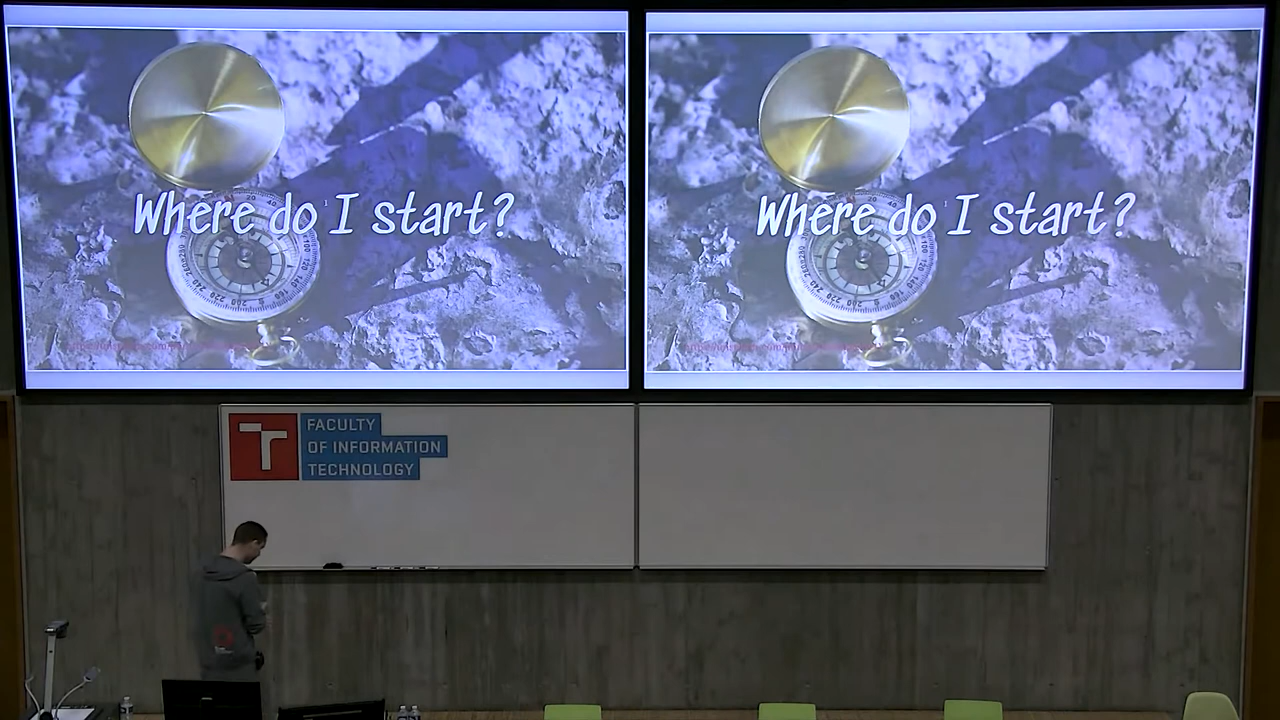 Where do I start?
Where do I start?
FACULTY
OF INFORMATION
TECHNOLOGY